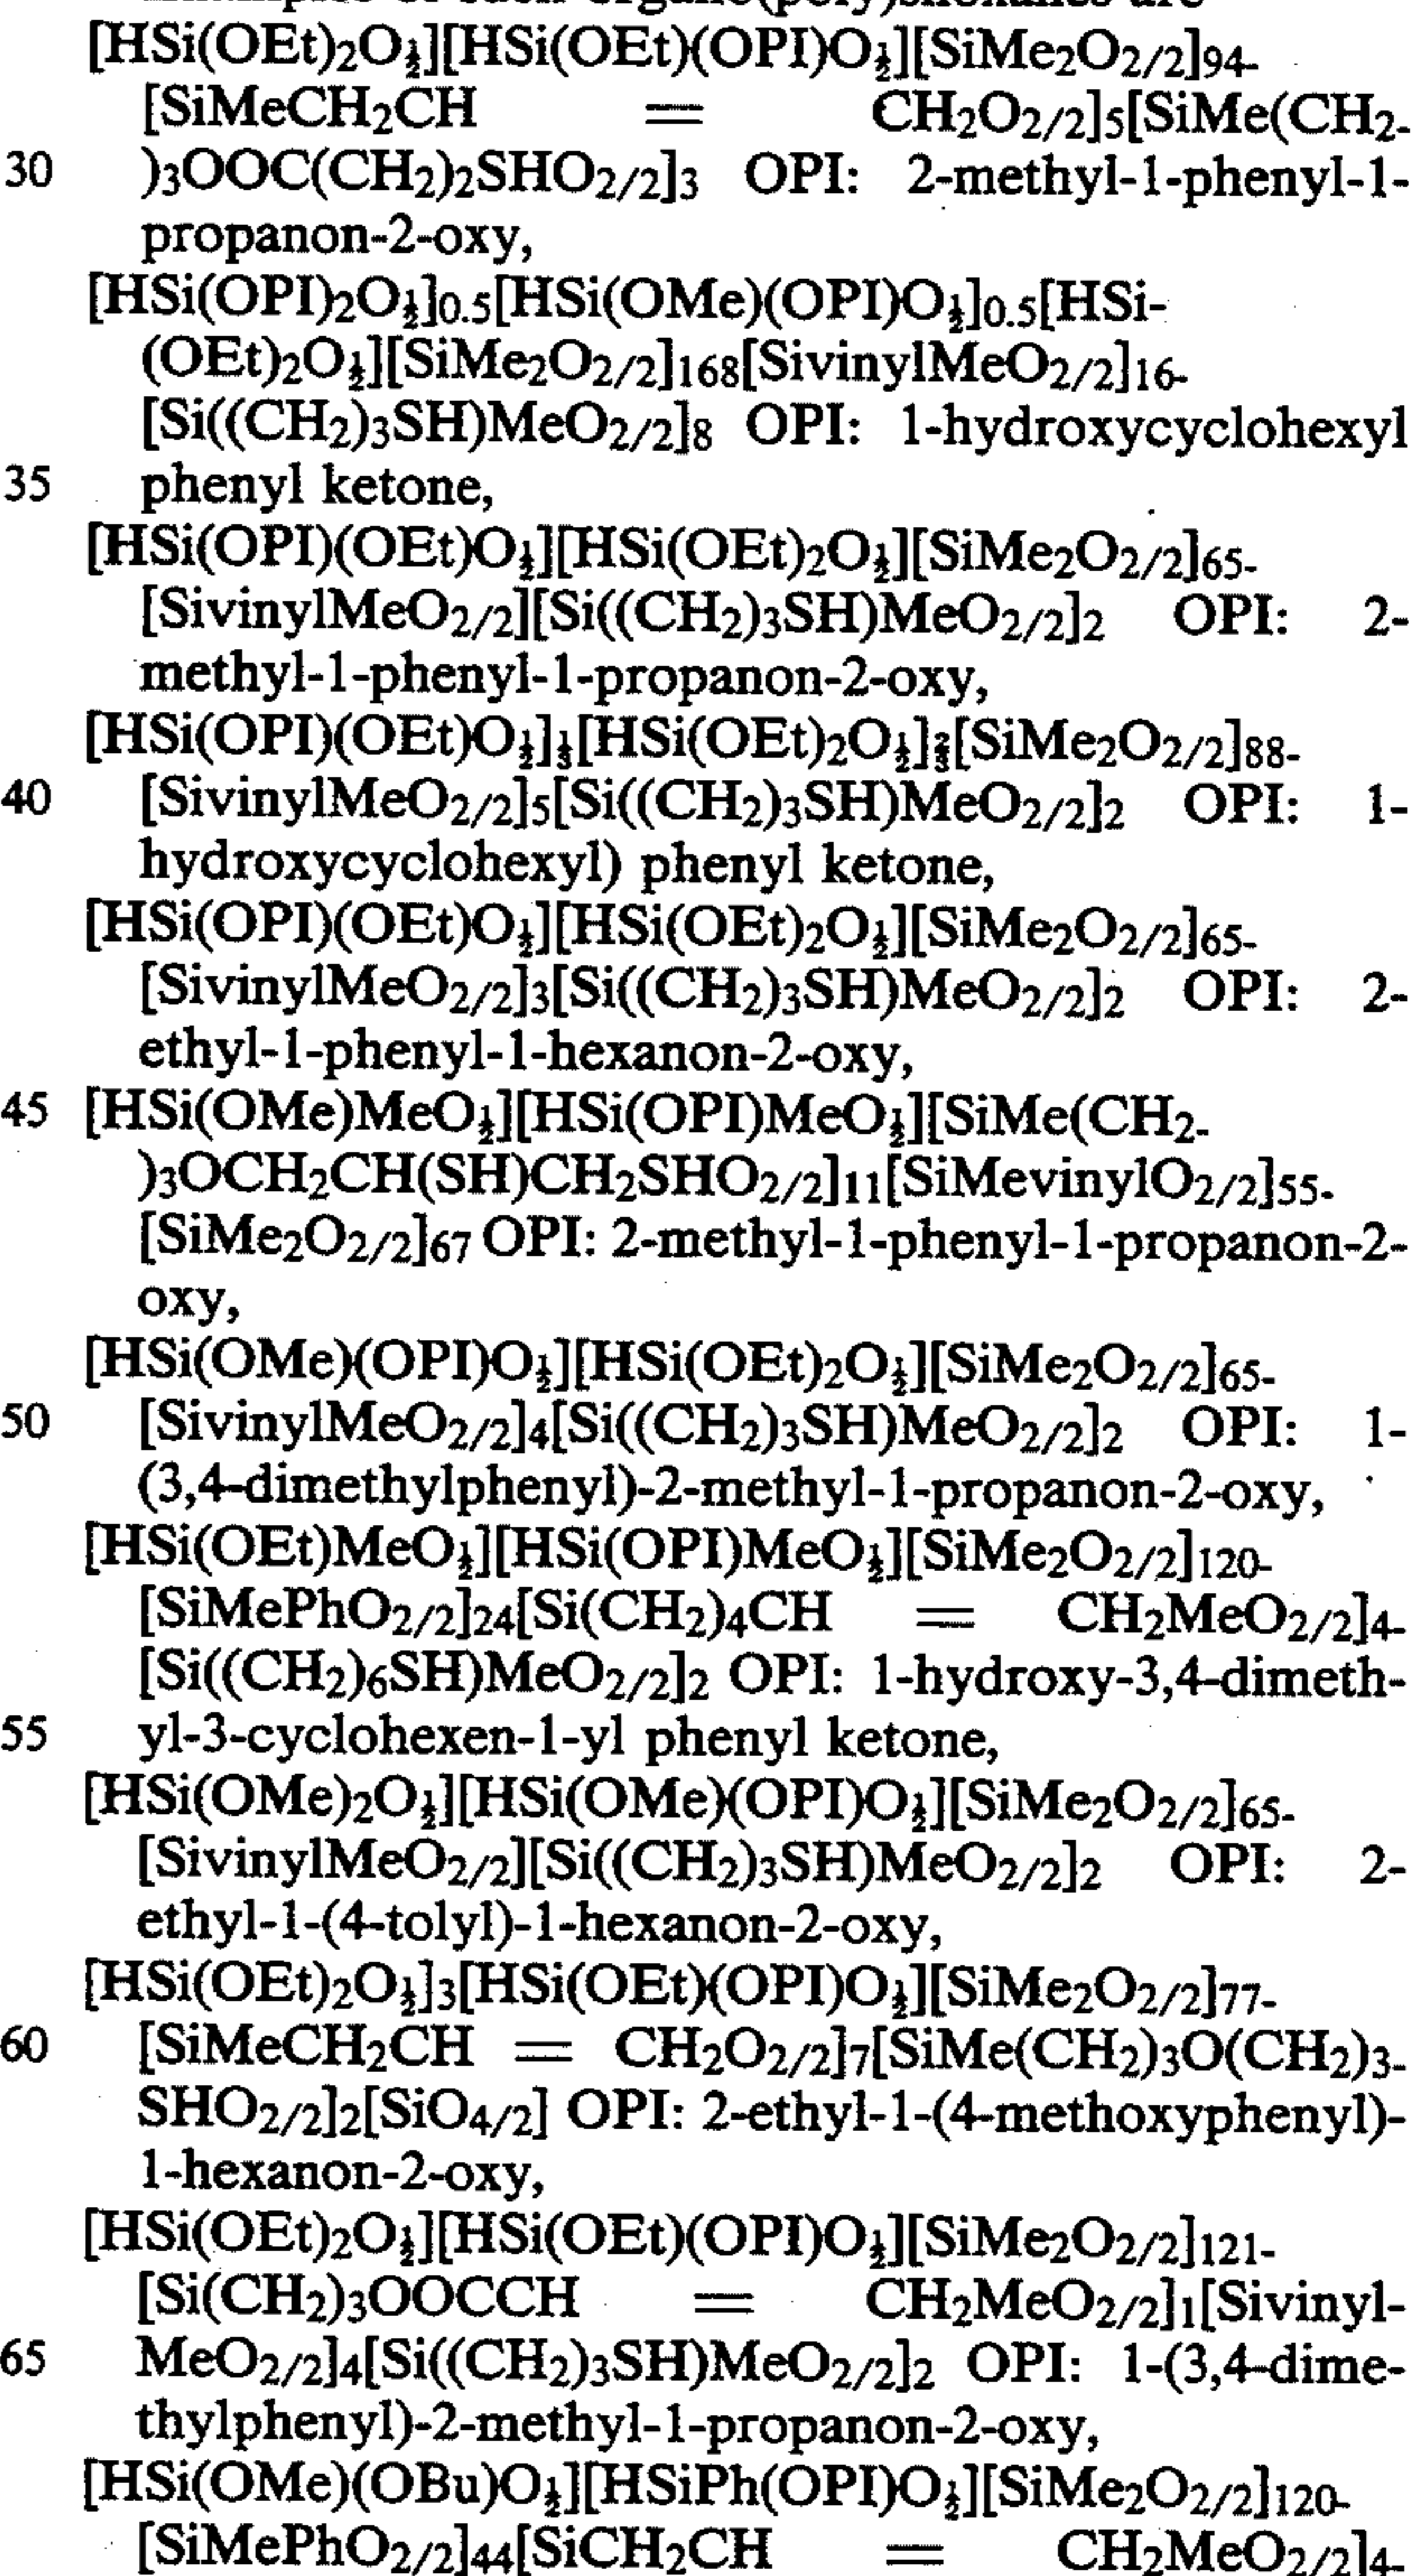 [HSi(OEt)₂O½][HSi(OEt)(OPI)O½][SiMe₂O₂/₂]₉₄-
[SiMeCH₂CH = CH₂O₂/₂]₅[SiMe(CH₂-
30 )₃OOC(CH₂)₂SHO₂/₂]₃ OPI: 2-methyl-1-phenyl-1-
propanon-2-oxy,
[HSi(OPI)₂O½]₀.₅[HSi(OMe)(OPI)O½]₀.₅[HSi-
(OEt)₂O½][SiMe₂O₂/₂]₁₆₈[SivinylMeO₂/₂]₁₆-
[Si((CH₂)₃SH)MeO₂/₂]₈ OPI: 1-hydroxycyclohexyl
35 phenyl ketone,
[HSi(OPI)(OEt)O½][HSi(OEt)₂O½][SiMe₂O₂/₂]₆₅-
[SivinylMeO₂/₂][Si((CH₂)₃SH)MeO₂/₂]₂ OPI: 2-
methyl-1-phenyl-1-propanon-2-oxy,
[HSi(OPI)(OEt)O½]⅓[HSi(OEt)₂O½]⅔[SiMe₂O₂/₂]₈₈-
40 [SivinylMeO₂/₂]₅[Si((CH₂)₃SH)MeO₂/₂]₂ OPI: 1-
hydroxycyclohexyl) phenyl ketone,
[HSi(OPI)(OEt)O½][HSi(OEt)₂O½][SiMe₂O₂/₂]₆₅-
[SivinylMeO₂/₂]₃[Si((CH₂)₃SH)MeO₂/₂]₂ OPI: 2-
ethyl-1-phenyl-1-hexanon-2-oxy,
45 [HSi(OMe)MeO½][HSi(OPI)MeO½][SiMe(CH₂-
)₃OCH₂CH(SH)CH₂SHO₂/₂]₁₁[SiMevinylO₂/₂]₅₅-
[SiMe₂O₂/₂]₆₇ OPI: 2-methyl-1-phenyl-1-propanon-2-
oxy,
[HSi(OMe)(OPI)O½][HSi(OEt)₂O½][SiMe₂O₂/₂]₆₅-
50 [SivinylMeO₂/₂]₄[Si((CH₂)₃SH)MeO₂/₂]₂ OPI: 1-
(3,4-dimethylphenyl)-2-methyl-1-propanon-2-oxy,
[HSi(OEt)MeO½][HSi(OPI)MeO½][SiMe₂O₂/₂]₁₂₀-
[SiMePhO₂/₂]₂₄[Si(CH₂)₄CH = CH₂MeO₂/₂]₄-
[Si((CH₂)₆SH)MeO₂/₂]₂ OPI: 1-hydroxy-3,4-dimeth-
55 yl-3-cyclohexen-1-yl phenyl ketone,
[HSi(OMe)₂O½][HSi(OMe)(OPI)O½][SiMe₂O₂/₂]₆₅-
[SivinylMeO₂/₂][Si((CH₂)₃SH)MeO₂/₂]₂ OPI: 2-
ethyl-1-(4-tolyl)-1-hexanon-2-oxy,
[HSi(OEt)₂O½]₃[HSi(OEt)(OPI)O½][SiMe₂O₂/₂]₇₇-
60 [SiMeCH₂CH = CH₂O₂/₂]₇[SiMe(CH₂)₃O(CH₂)₃-
SHO₂/₂]₂[SiO₄/₂] OPI: 2-ethyl-1-(4-methoxyphenyl)-
1-hexanon-2-oxy,
[HSi(OEt)₂O½][HSi(OEt)(OPI)O½][SiMe₂O₂/₂]₁₂₁-
[Si(CH₂)₃OOCCH = CH₂MeO₂/₂]₁[Sivinyl-
65 MeO₂/₂]₄[Si((CH₂)₃SH)MeO₂/₂]₂ OPI: 1-(3,4-dime-
thylphenyl)-2-methyl-1-propanon-2-oxy,
[HSi(OMe)(OBu)O½][HSiPh(OPI)O½][SiMe₂O₂/₂]₁₂₀-
[SiMePhO₂/₂]₄₄[SiCH₂CH = CH₂MeO₂/₂]₄-